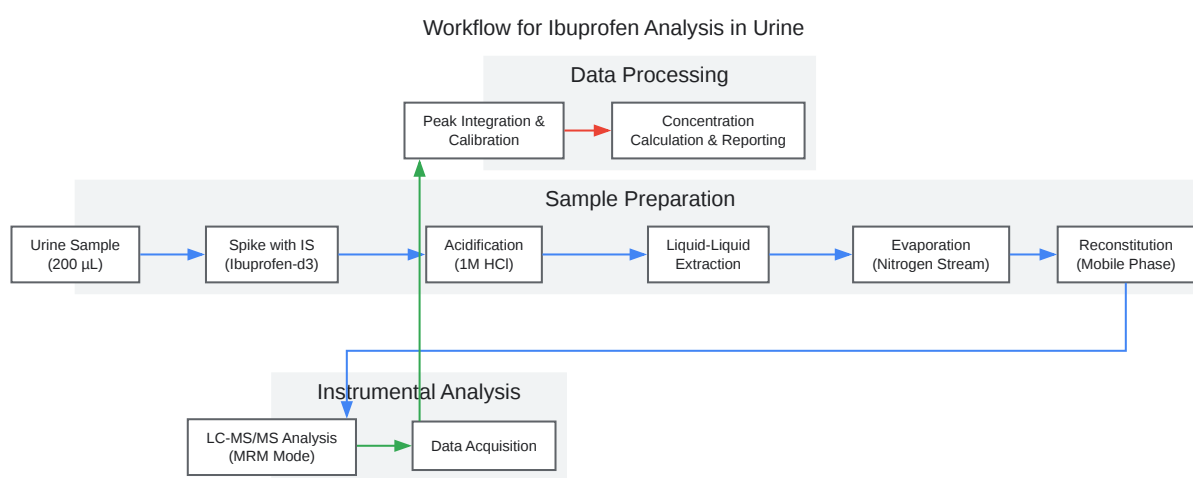 Workflow for Ibuprofen Analysis in Urine
Data Processing
Peak Integration &
Calibration
Concentration
Calculation & Reporting
Sample Preparation
Urine Sample
(200 µL)
Spike with IS
(Ibuprofen-d3)
Acidification
(1M HCl)
Liquid-Liquid
Extraction
Evaporation
(Nitrogen Stream)
Reconstitution
(Mobile Phase)
Instrumental Analysis
LC-MS/MS Analysis
(MRM Mode)
Data Acquisition